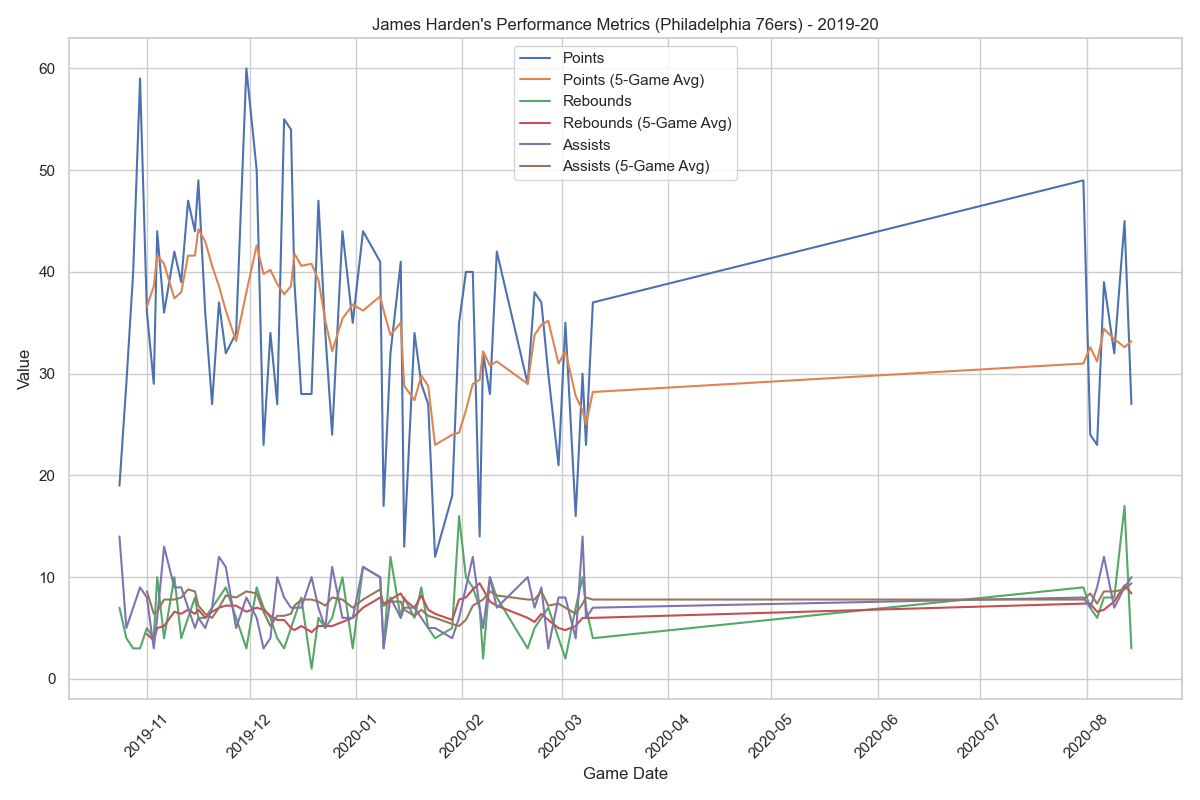 James Harden's Performance Metrics (Philadelphia 76ers) - 2019-20
Points
Points (5-Game Avg)
Rebounds
Rebounds (5-Game Avg)
Assists
Assists (5-Game Avg)
Value
60
50
40
30
20
10
0
2019-11
2019-12
2020-01
2020-02
2020-03
2020-04
2020-05
2020-06
2020-07
2020-08
Game Date